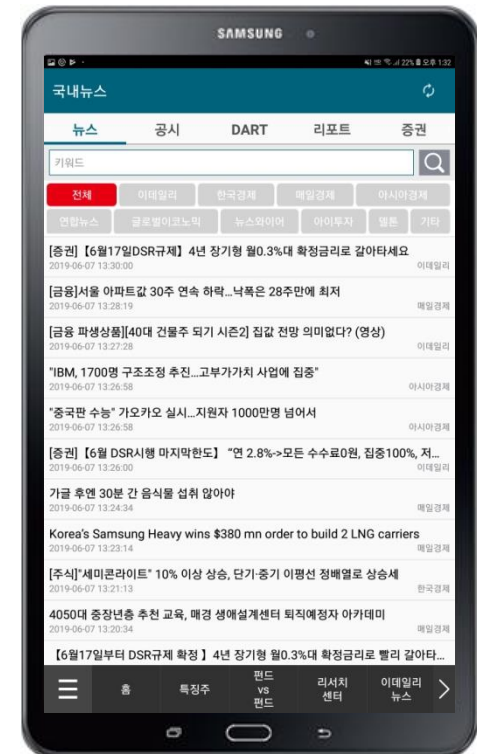 SAMSUNG
22% 오후 1:32
국내뉴스
뉴스 공시 DART 리포트 증권
키워드
전체 이데일리 한국경제 매일경제 아시아경제
연합뉴스 글로벌이코노믹 뉴스와이어 아이투자 웰튼 기타
[증권]【6월17일DSR규제】4년 장기형 월0.3%대 확정금리로 갈아타세요
2019-06-07 13:30:00 이데일리
[금융]서울 아파트값 30주 연속 하락...낙폭은 28주만에 최저
2019-06-07 13:28:19 매일경제
[금융 파생상품][40대 건물주 되기 시즌2] 집값 전망 의미없다? (영상)
2019-06-07 13:27:28 이데일리
"IBM, 1700명 구조조정 추진...고부가가치 사업에 집중"
2019-06-07 13:26:58 아시아경제
"중국판 수능" 가오카오 실시...지원자 1000만명 넘어서
2019-06-07 13:26:58 아시아경제
[증권]【6월 DSR시행 마지막한도】 "연 2.8%->모든 수수료0원, 집중100%, 저...
2019-06-07 13:26:00 이데일리
가글 후엔 30분 간 음식물 섭취 않아야
2019-06-07 13:24:34 매일경제
Korea's Samsung Heavy wins $380 mn order to build 2 LNG carriers
2019-06-07 13:23:14 매일경제
[주식]"세미콘라이트" 10% 이상 상승, 단기·중기 이평선 정배열로 상승세
2019-06-07 13:21:13 한국경제
4050대 중장년층 추천 교육, 매경 생애설계센터 퇴직예정자 아카데미
2019-06-07 13:20:34 매일경제
【6월17일부터 DSR규제 확정 】4년 장기형 월0.3%대 확정금리로 빨리 갈아타...
홈 특징주 펀드 vs 펀드 리서치 센터 이데일리 뉴스